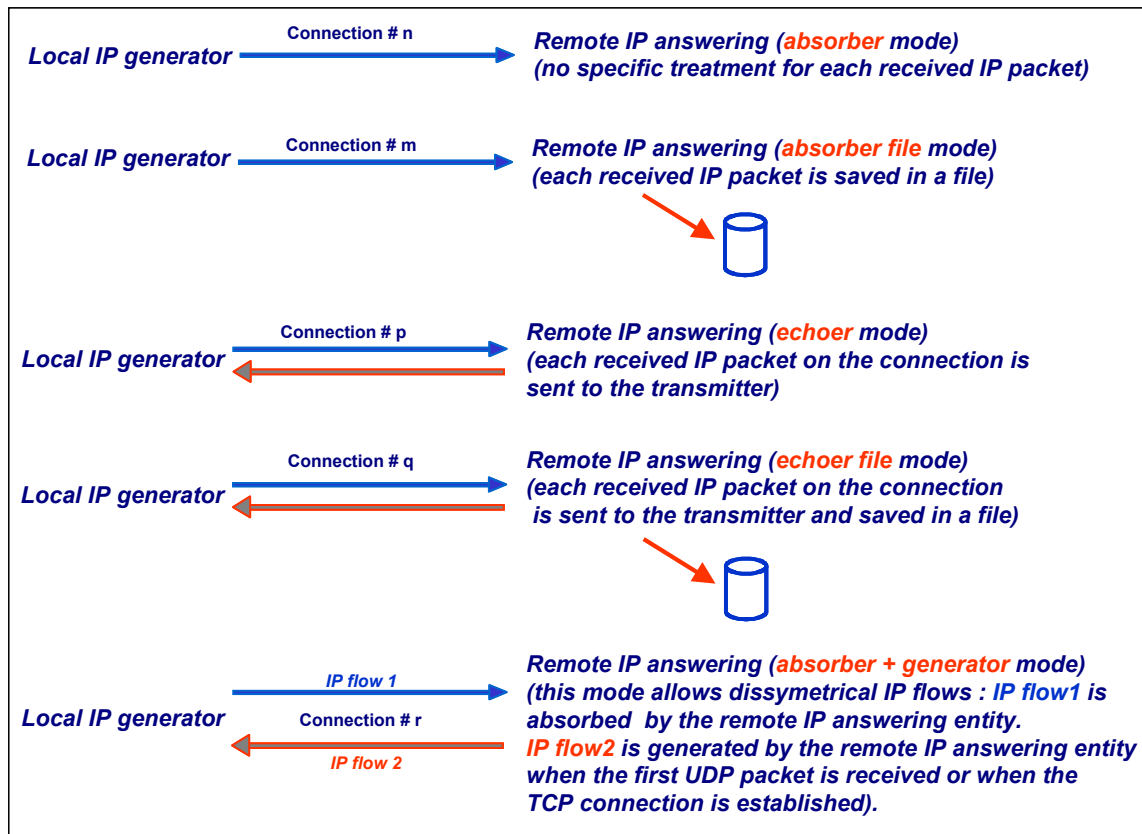 Connection # n
Local IP generator
Remote IP answering (absorber mode)
(no specific treatment for each received IP packet)
Connection # m
Local IP generator
Remote IP answering (absorber file mode)
(each received IP packet is saved in a file)
Connection # p
Local IP generator
Remote IP answering (echoer mode)
(each received IP packet on the connection is
sent to the transmitter)
Connection # q
Local IP generator
Remote IP answering (echoer file mode)
(each received IP packet on the connection
is sent to the transmitter and saved in a file)
IP flow 1
Local IP generator
Connection # r
IP flow 2
Remote IP answering (absorber + generator mode)
(this mode allows dissymetrical IP flows : IP flow1 is
absorbed by the remote IP answering entity.
IP flow2 is generated by the remote IP answering entity
when the first UDP packet is received or when the
TCP connection is established).